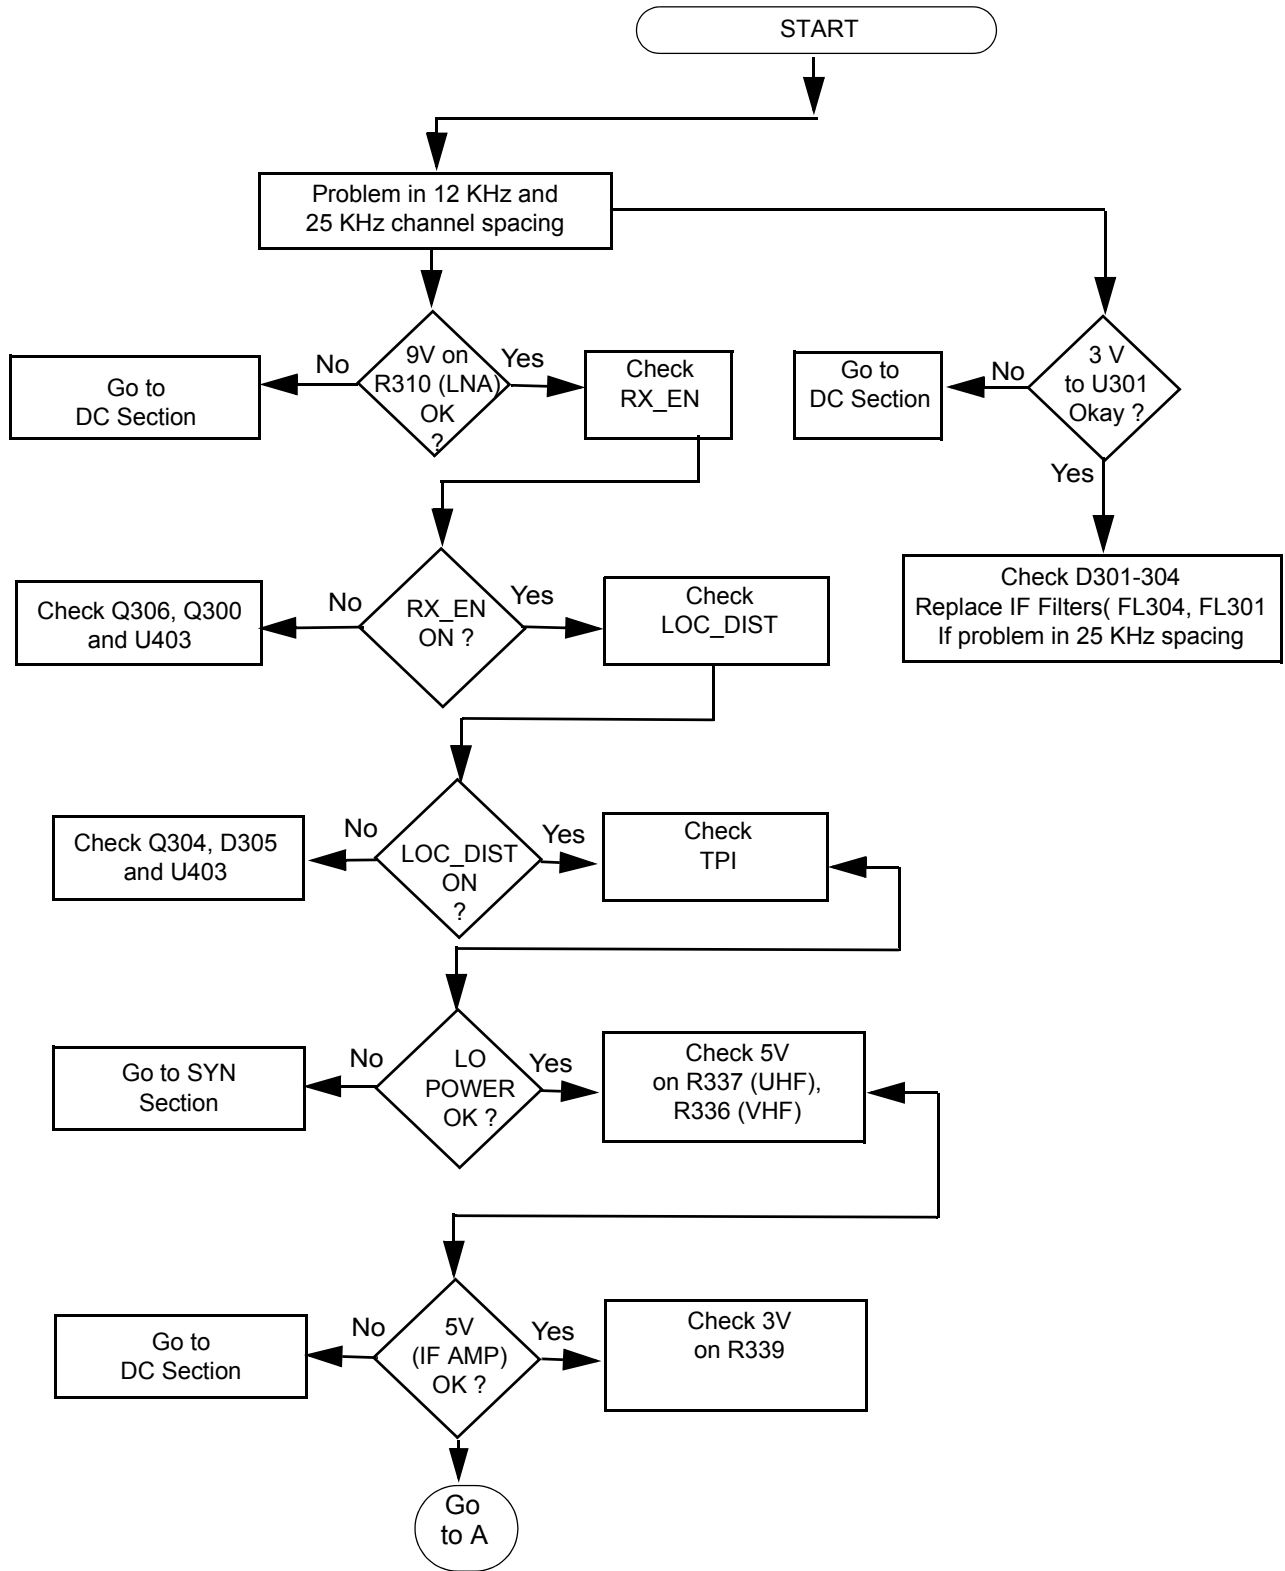 START
Problem in 12 KHz and
25 KHz channel spacing
No
9V on
R310 (LNA)
OK
?
Yes
Go to
DC Section
Check
RX_EN
Go to
DC Section
No
3 V
to U301
Okay ?
Yes
Check D301-304
Replace IF Filters( FL304, FL301
If problem in 25 KHz spacing
Check Q306, Q300
and U403
No
RX_EN
ON ?
Yes
Check
LOC_DIST
Check Q304, D305
and U403
No
LOC_DIST
ON
?
Yes
Check
TPI
Go to SYN
Section
No
LO
POWER
OK ?
Yes
Check 5V
on R337 (UHF),
R336 (VHF)
Go to
DC Section
No
5V
(IF AMP)
OK ?
Yes
Check 3V
on R339
Go
to A